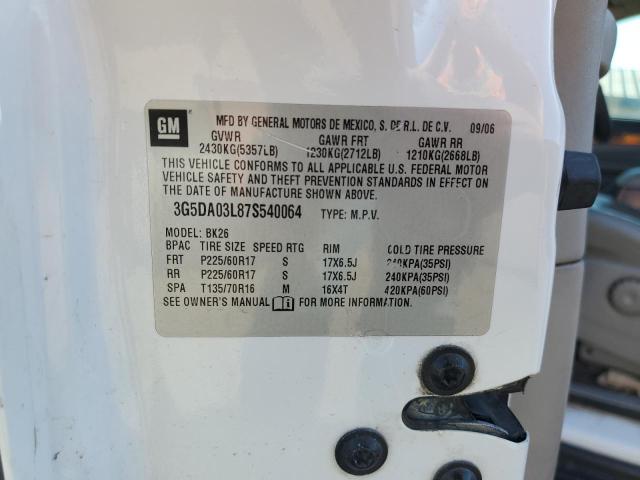 GM
MFD BY GENERAL MOTORS DE MEXICO, S. DE R.L. DE C.V. 09/06
GVWR GAWR FRT GAWR RR
2430KG(5357LB) 1230KG(2712LB) 1210KG(2668LB)
THIS VEHICLE CONFORMS TO ALL APPLICABLE U.S. FEDERAL MOTOR
VEHICLE SAFETY AND THEFT PREVENTION STANDARDS IN EFFECT ON
THE DATE OF MANUFACTURE SHOWN ABOVE.
3G5DA03L87S540064 TYPE: M.P.V.
MODEL: BK26
BPAC TIRE SIZE SPEED RTG RIM COLD TIRE PRESSURE
FRT P225/60R17 S 17X6.5J 240KPA(35PSI)
RR P225/60R17 S 17X6.5J 240KPA(35PSI)
SPA T135/70R16 M 16X4T 420KPA(60PSI)
SEE OWNER'S MANUAL FOR MORE INFORMATION.